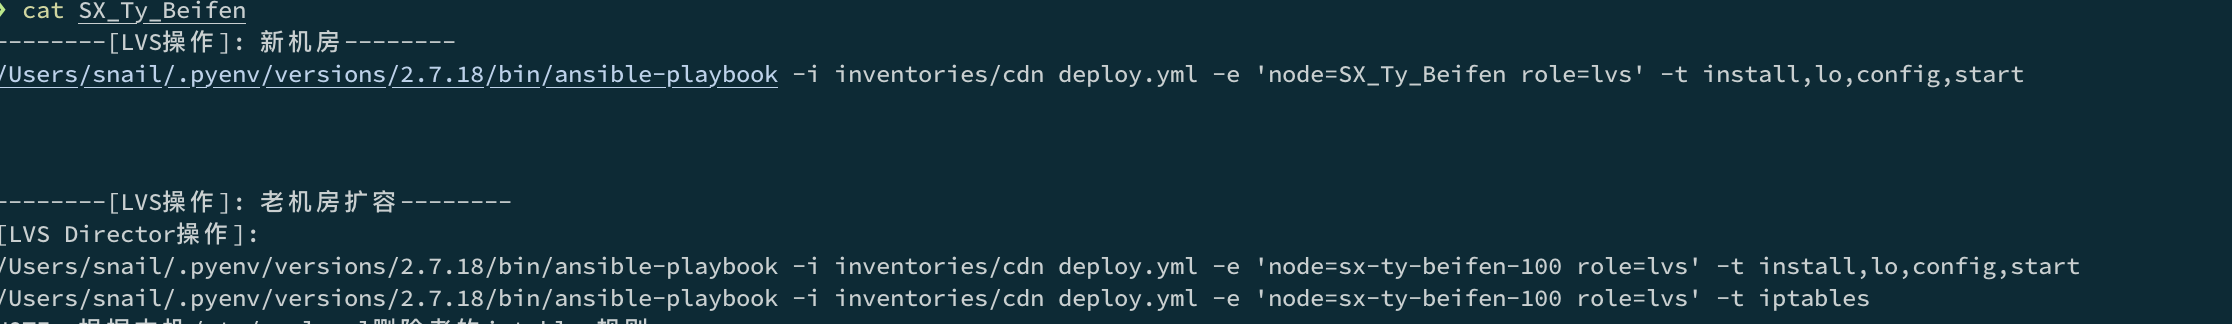 cat SX_Ty_Beifen
--------[LVS操作]: 新机房--------
/Users/snail/.pyenv/versions/2.7.18/bin/ansible-playbook -i inventories/cdn deploy.yml -e 'node=SX_Ty_Beifen role=lvs' -t install,lo,config,start
--------[LVS操作]: 老机房扩容--------
[LVS Director操作]:
/Users/snail/.pyenv/versions/2.7.18/bin/ansible-playbook -i inventories/cdn deploy.yml -e 'node=sx-ty-beifen-100 role=lvs' -t install,lo,config,start
/Users/snail/.pyenv/versions/2.7.18/bin/ansible-playbook -i inventories/cdn deploy.yml -e 'node=sx-ty-beifen-100 role=lvs' -t iptables